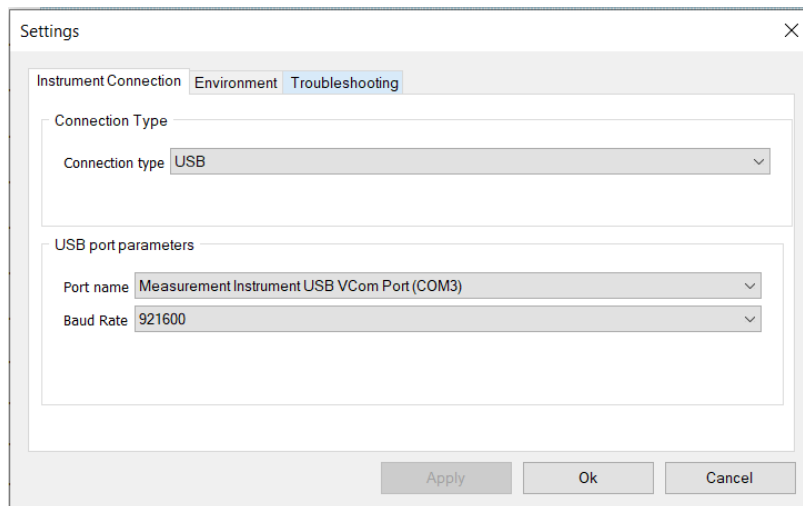 Settings
Instrument Connection Environment Troubleshooting
Connection Type
Connection type USB
USB port parameters
Port name Measurement Instrument USB VCom Port (COM3)
Baud Rate 921600
Apply Ok Cancel